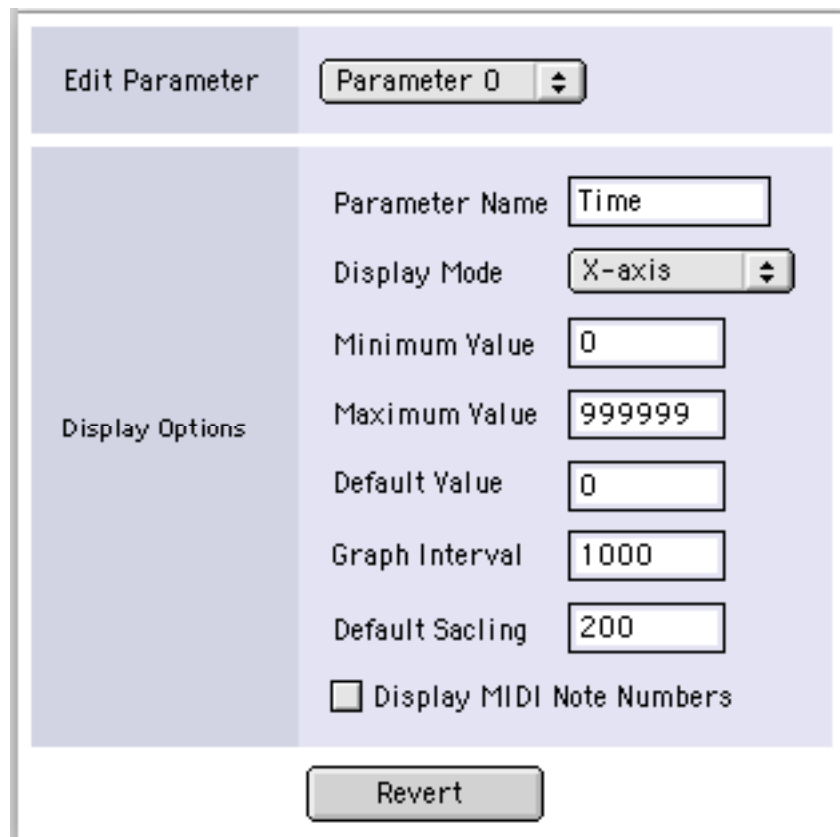 Edit Parameter Parameter 0
Parameter Name Time
Display Mode X-axis
Minimum Value 0
Maximum Value 999999
Display Options
Default Value 0
Graph Interval 1000
Default Sacling 200
Display MIDI Note Numbers
Revert